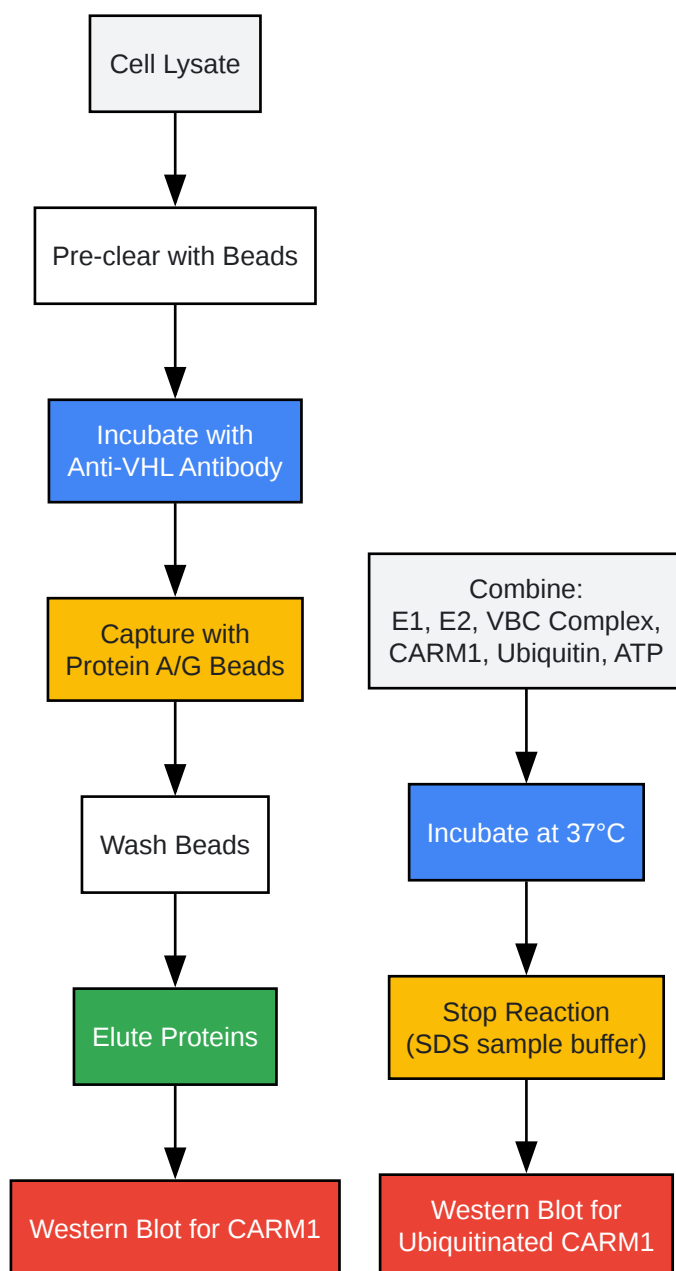 Cell Lysate
Pre-clear with Beads
Incubate with
Anti-VHL Antibody
Capture with
Protein A/G Beads
Wash Beads
Elute Proteins
Western Blot for CARM1
Combine:
E1, E2, VBC Complex,
CARM1, Ubiquitin, ATP
Incubate at 37°C
Stop Reaction
(SDS sample buffer)
Western Blot for
Ubiquitinated CARM1